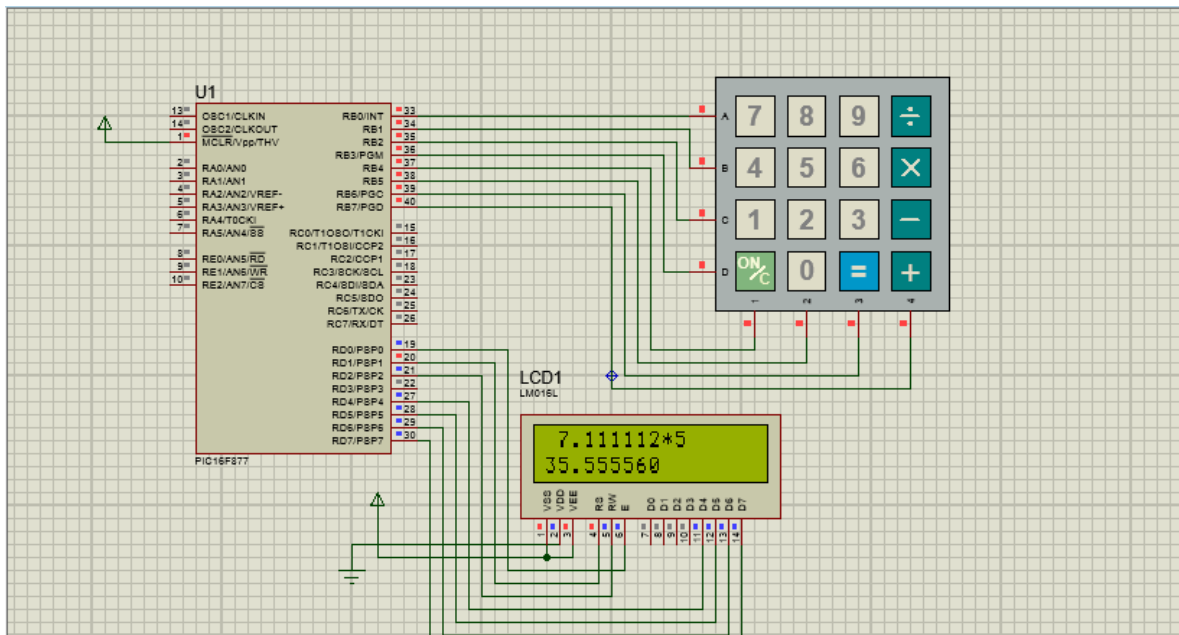 U1
13 OSC1/CLKIN
14 OSC2/CLKOUT
1 MCLR/Vpp/THV
2 RA0/AN0
3 RA1/AN1
4 RA2/AN2/VREF-
5 RA3/AN3/VREF+
6 RA4/T0CKI
7 RA5/AN4/SS
8 RE0/AN5/RD
9 RE1/AN6/WR
10 RE2/AN7/CS
RB0/INT 33
RB1 34
RB2 35
RB3/PGM 36
RB4 37
RB5 38
RB6/PGC 39
RB7/PGD 40
RC0/T1OSO/T1CKI 15
RC1/T1OSI/CCP2 16
RC2/CCP1 17
RC3/SCK/SCL 18
RC4/SDI/SDA 23
RC5/SDO 24
RC6/TX/CK 25
RC7/RX/DT 26
RD0/PSP0 19
RD1/PSP1 20
RD2/PSP2 21
RD3/PSP3 22
RD4/PSP4 27
RD5/PSP5 28
RD6/PSP6 29
RD7/PSP7 30
PIC16F877
A 7 8 9 ÷
B 4 5 6 ×
C 1 2 3 −
D ON/C 0 = +
1 2 3 4
LCD1
LM016L
7.111112*5
35.555560
VSS VDD VEE RS RW E D0 D1 D2 D3 D4 D5 D6 D7
1 2 3 4 5 6 7 8 9 10 11 12 13 14